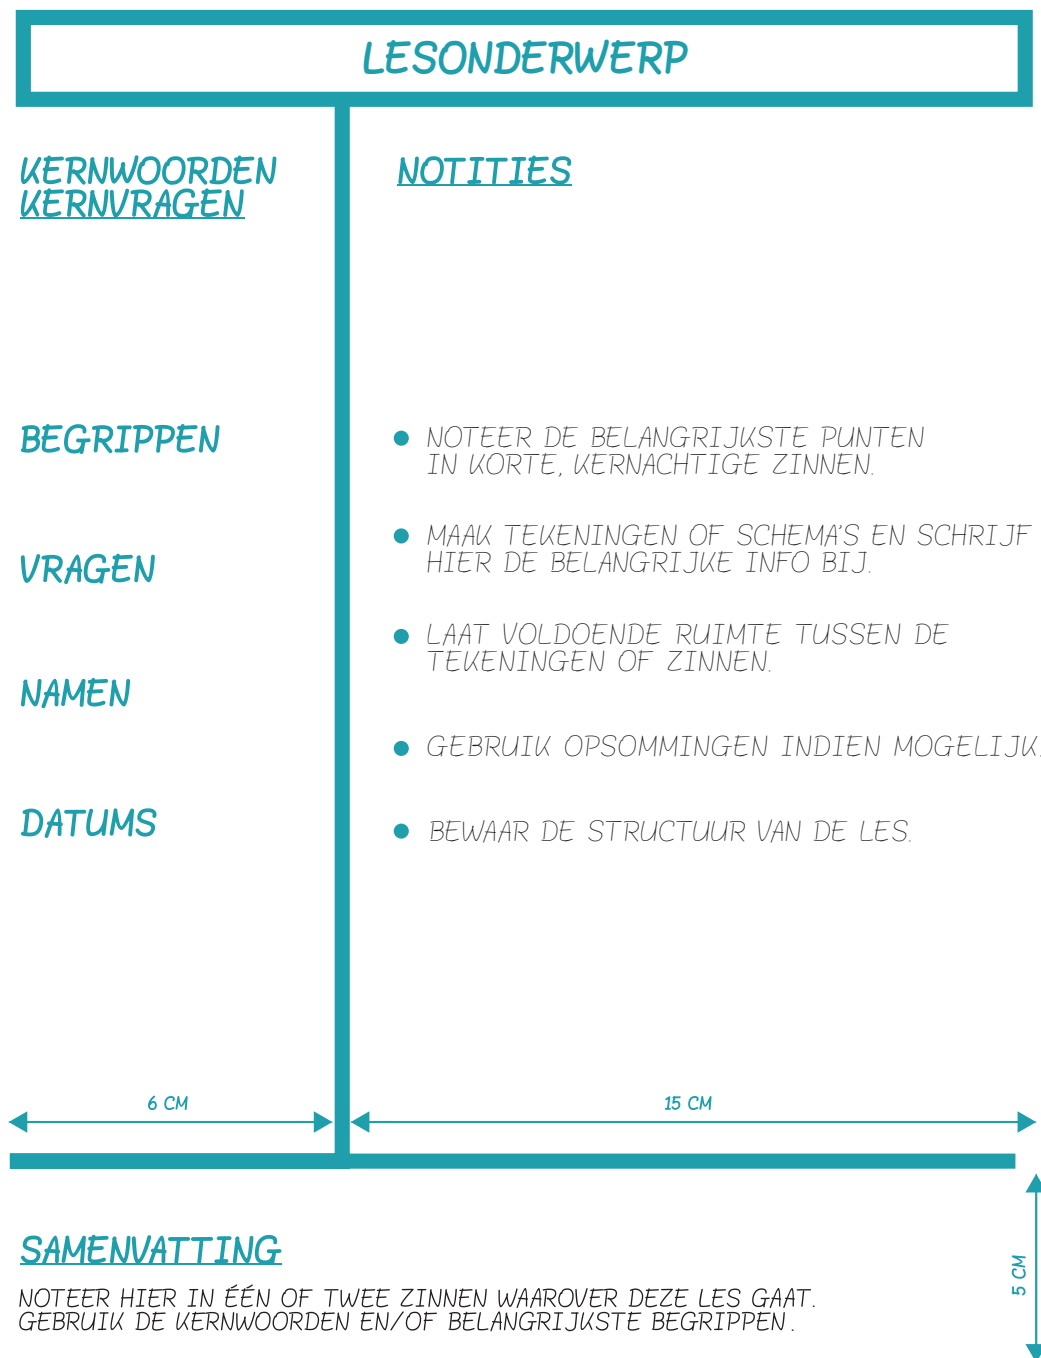 LESONDERWERP
KERNWOORDEN
KERNVRAGEN
BEGRIPPEN
VRAGEN
NAMEN
DATUMS
NOTITIES
NOTEER DE BELANGRIJKSTE PUNTEN
IN KORTE, KERNACHTIGE ZINNEN.
MAAK TEKENINGEN OF SCHEMA'S EN SCHRIJF
HIER DE BELANGRIJKE INFO BIJ.
LAAT VOLDOENDE RUIMTE TUSSEN DE
TEKENINGEN OF ZINNEN.
GEBRUIK OPSOMMINGEN INDIEN MOGELIJK.
BEWAAR DE STRUCTUUR VAN DE LES.
6 CM
15 CM
SAMENVATTING
NOTEER HIER IN ÉÉN OF TWEE ZINNEN WAAROVER DEZE LES GAAT.
GEBRUIK DE KERNWOORDEN EN/OF BELANGRIJKSTE BEGRIPPEN.
5 CM